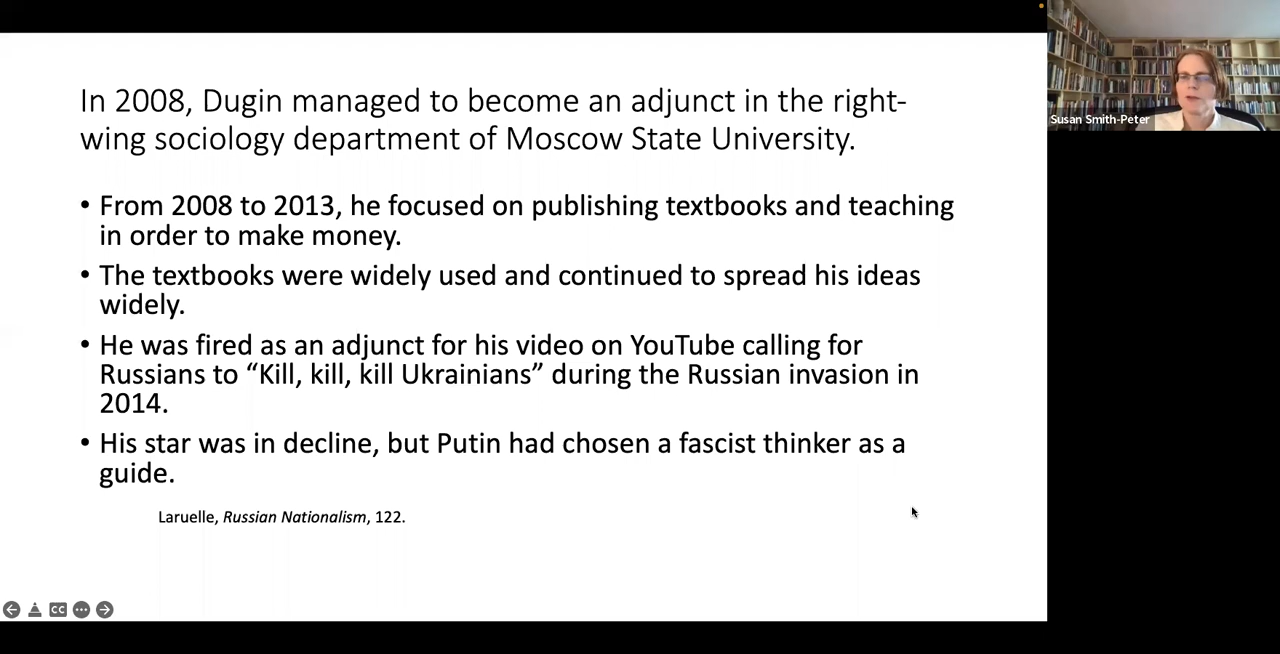 In 2008, Dugin managed to become an adjunct in the right-
wing sociology department of Moscow State University.
• From 2008 to 2013, he focused on publishing textbooks and teaching
in order to make money.
• The textbooks were widely used and continued to spread his ideas
widely.
• He was fired as an adjunct for his video on YouTube calling for
Russians to “Kill, kill, kill Ukrainians” during the Russian invasion in
2014.
• His star was in decline, but Putin had chosen a fascist thinker as a
guide.
Laruelle, Russian Nationalism, 122.
CC
Susan Smith-Peter